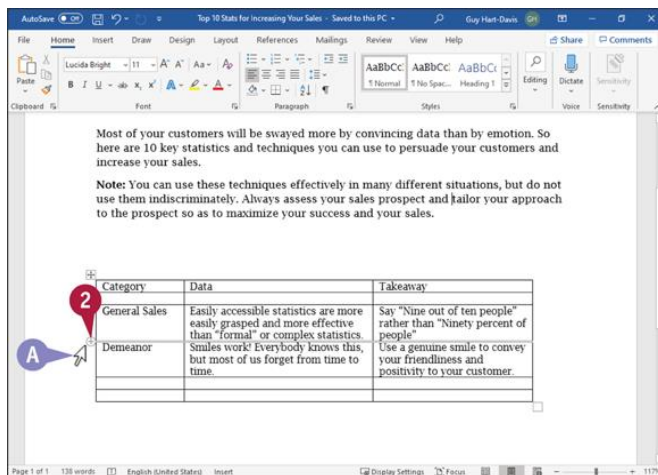 AutoSave Off Top 10 Stats for Increasing Your Sales - Saved to this PC Guy Hart-Davis GH
File Home Insert Draw Design Layout References Mailings Review View Help Share Comments
Lucida Bright 11 A A Aa A AaBbCc AaBbCc AaBbCc
Paste B I U ab x, x² A A ¶ Normal ¶ No Spac... Heading 1 Editing Dictate Sensitivity
Clipboard Font Paragraph Styles Voice Sensitivity
Most of your customers will be swayed more by convincing data than by emotion. So
here are 10 key statistics and techniques you can use to persuade your customers and
increase your sales.
Note: You can use these techniques effectively in many different situations, but do not
use them indiscriminately. Always assess your sales prospect and tailor your approach
to the prospect so as to maximize your success and your sales.
Category Data Takeaway
2
General Sales Easily accessible statistics are more Say “Nine out of ten people”
easily grasped and more effective rather than “Ninety percent of
than “formal” or complex statistics. people”
A Demeanor Smiles work! Everybody knows this, Use a genuine smile to convey
but most of us forget from time to your friendliness and
time. positivity to your customer.
Page 1 of 1 138 words English (United States) Insert Display Settings Focus 117%